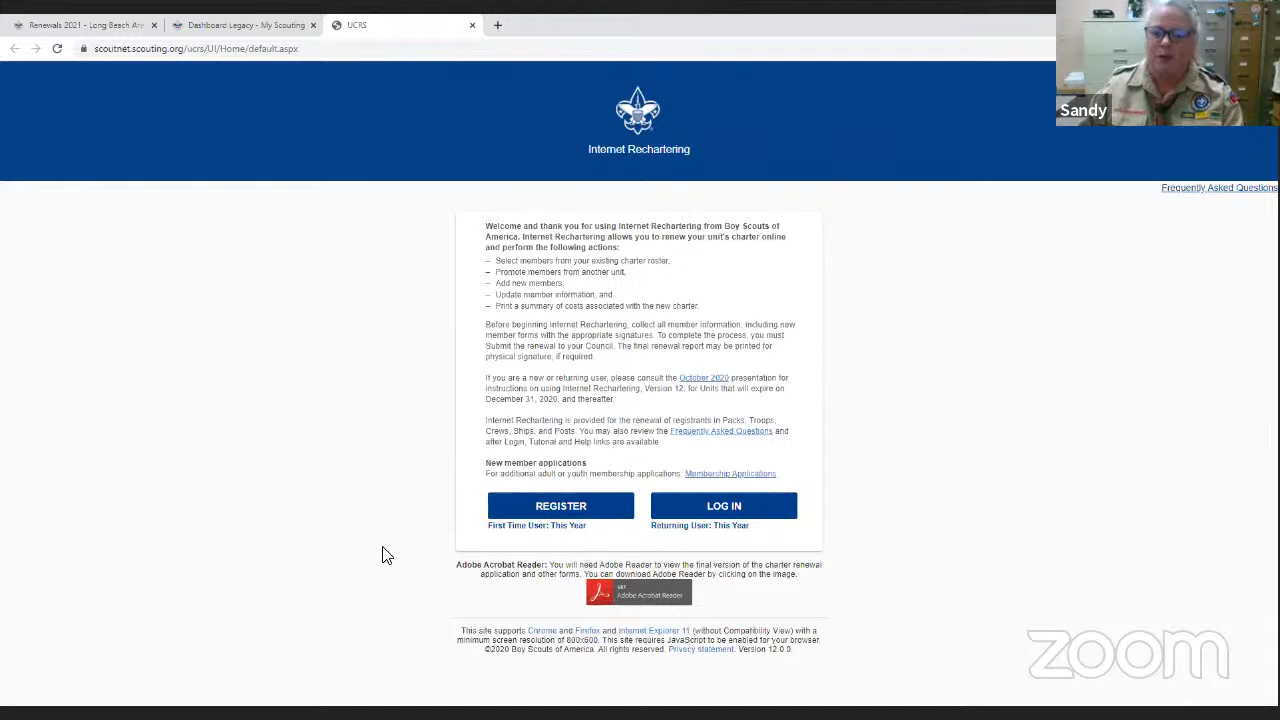 Renewals 2021 - Long Beach Are
Dashboard Legacy - My Scouting
UCRS
scoutnet.scouting.org/ucrs/UI/Home/default.aspx
Sandy
Internet Rechartering
Frequently Asked Questions
Welcome and thank you for using Internet Rechartering from Boy Scouts of
America. Internet Rechartering allows you to renew your unit's charter online
and perform the following actions:
– Select members from your existing charter roster,
– Promote members from another unit,
– Add new members,
– Update member information, and
– Print a summary of costs associated with the new charter.
Before beginning Internet Rechartering, collect all member information, including new
member forms with the appropriate signatures. To complete the process, you must
Submit the renewal to your Council. The final renewal report may be printed for
physical signature, if required.
If you are a new or returning user, please consult the October 2020 presentation for
instructions on using Internet Rechartering, Version 12, for Units that will expire on
December 31, 2020, and thereafter.
Internet Rechartering is provided for the renewal of registrants in Packs, Troops,
Crews, Ships, and Posts. You may also review the Frequently Asked Questions and
after Login, Tutorial and Help links are available
New member applications
For additional adult or youth membership applications: Membership Applications.
REGISTER
LOG IN
First Time User: This Year
Returning User: This Year
Adobe Acrobat Reader: You will need Adobe Reader to view the final version of the charter renewal
application and other forms. You can download Adobe Reader by clicking on the image.
GET
Adobe Acrobat Reader
This site supports Chrome and Firefox and Internet Explorer 11 (without Compatibility View) with a
minimum screen resolution of 800x600. This site requires JavaScript to be enabled for your browser.
©2020 Boy Scouts of America. All rights reserved. Privacy statement. Version 12.0.0.
zoom